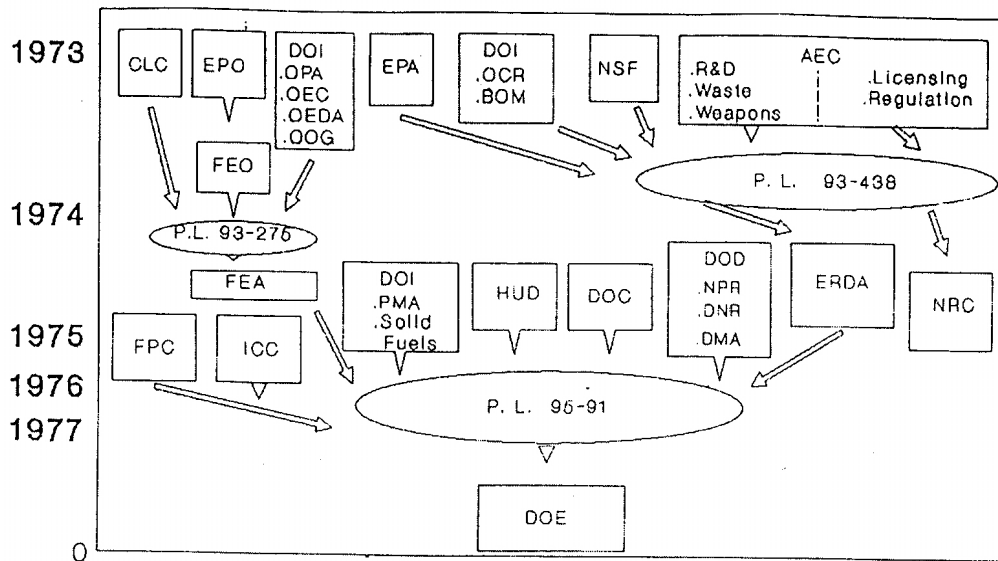 1973
CLC
EPO
DOI
.OPA
.OEC
.OEDA
.OOG
EPA
DOI
.OCR
.BOM
NSF
AEC
.R&D
.Waste
.Weapons
.Licensing
.Regulation
FEO
P. L. 93-438
1974
P.L. 93-275
FEA
DOI
.PMA
.Solid
Fuels
HUD
DOC
DOD
.NPR
.DNR
.DMA
ERDA
NRC
1975
FPC
ICC
1976
P. L. 95-91
1977
DOE
0